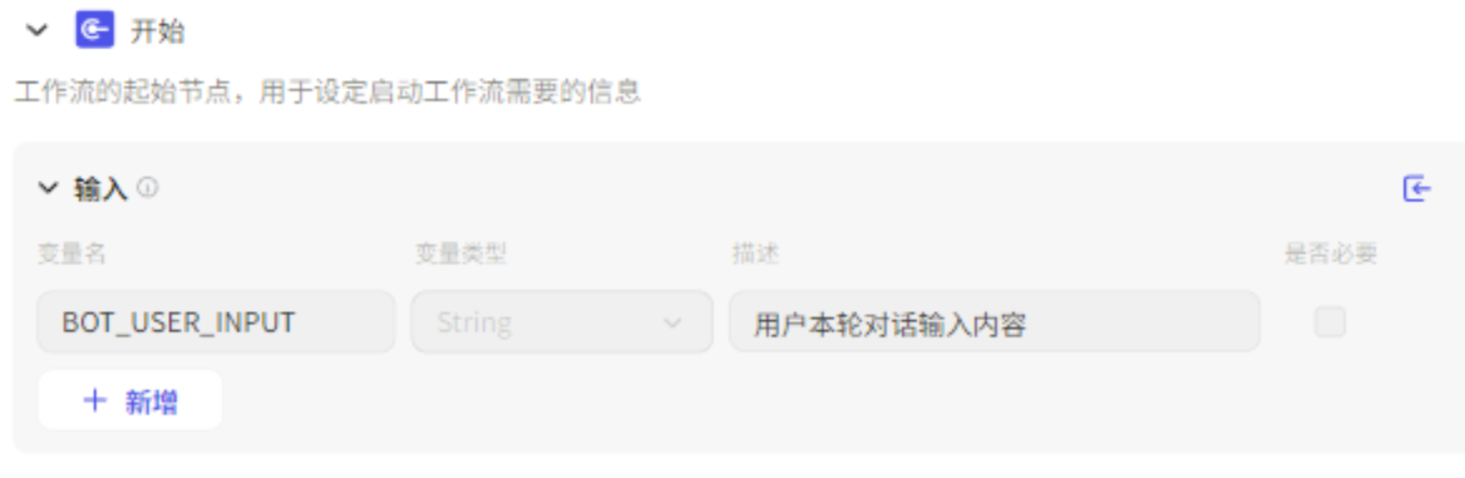 开始
工作流的起始节点，用于设定启动工作流需要的信息
输入
变量名 变量类型 描述 是否必要
BOT_USER_INPUT String 用户本轮对话输入内容
+ 新增